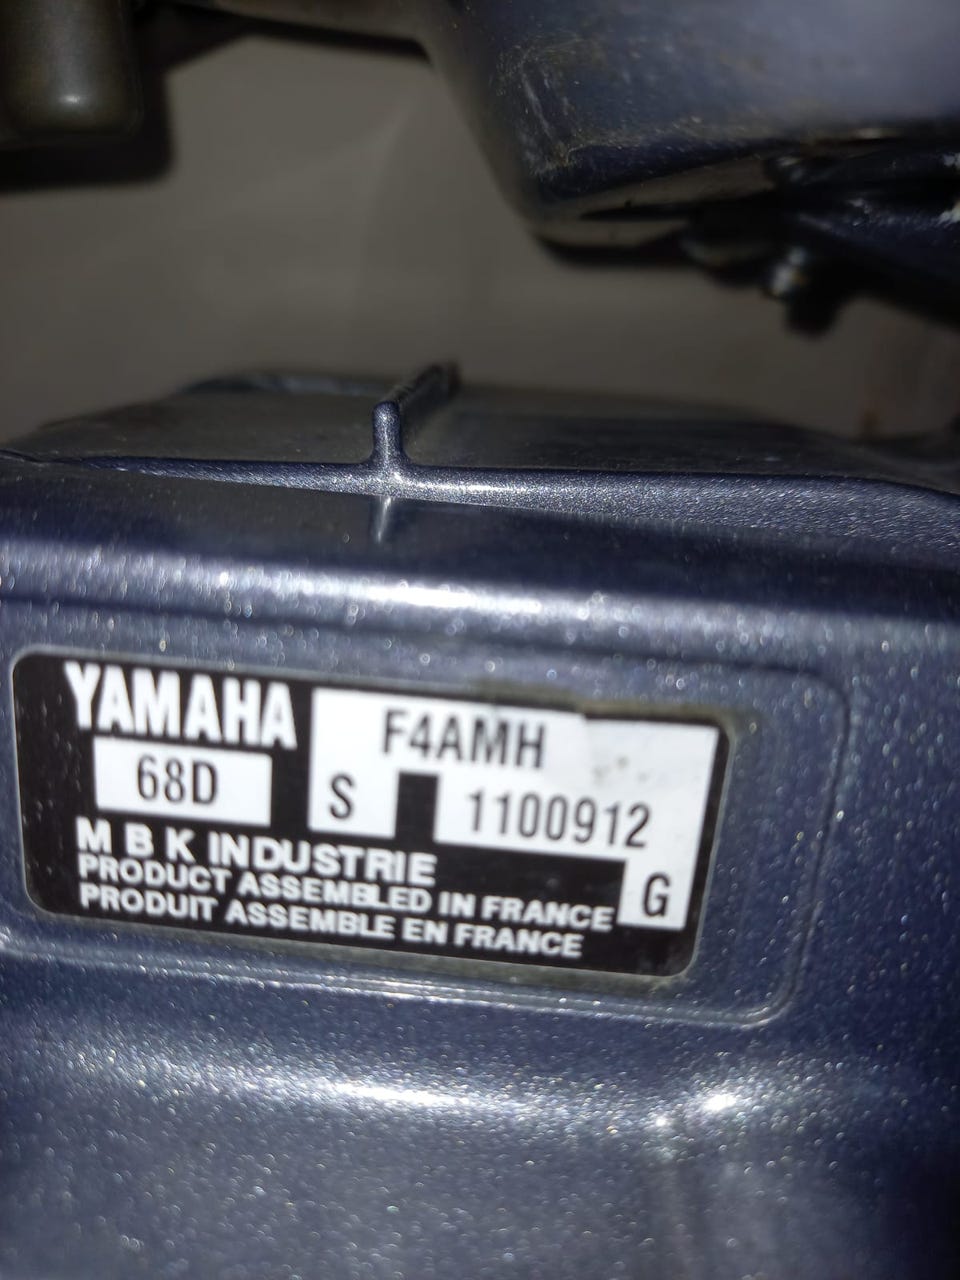 YAMAHA
F4AMH
68D
S
1100912
M B K INDUSTRIE
PRODUCT ASSEMBLED IN FRANCE
G
PRODUIT ASSEMBLE EN FRANCE